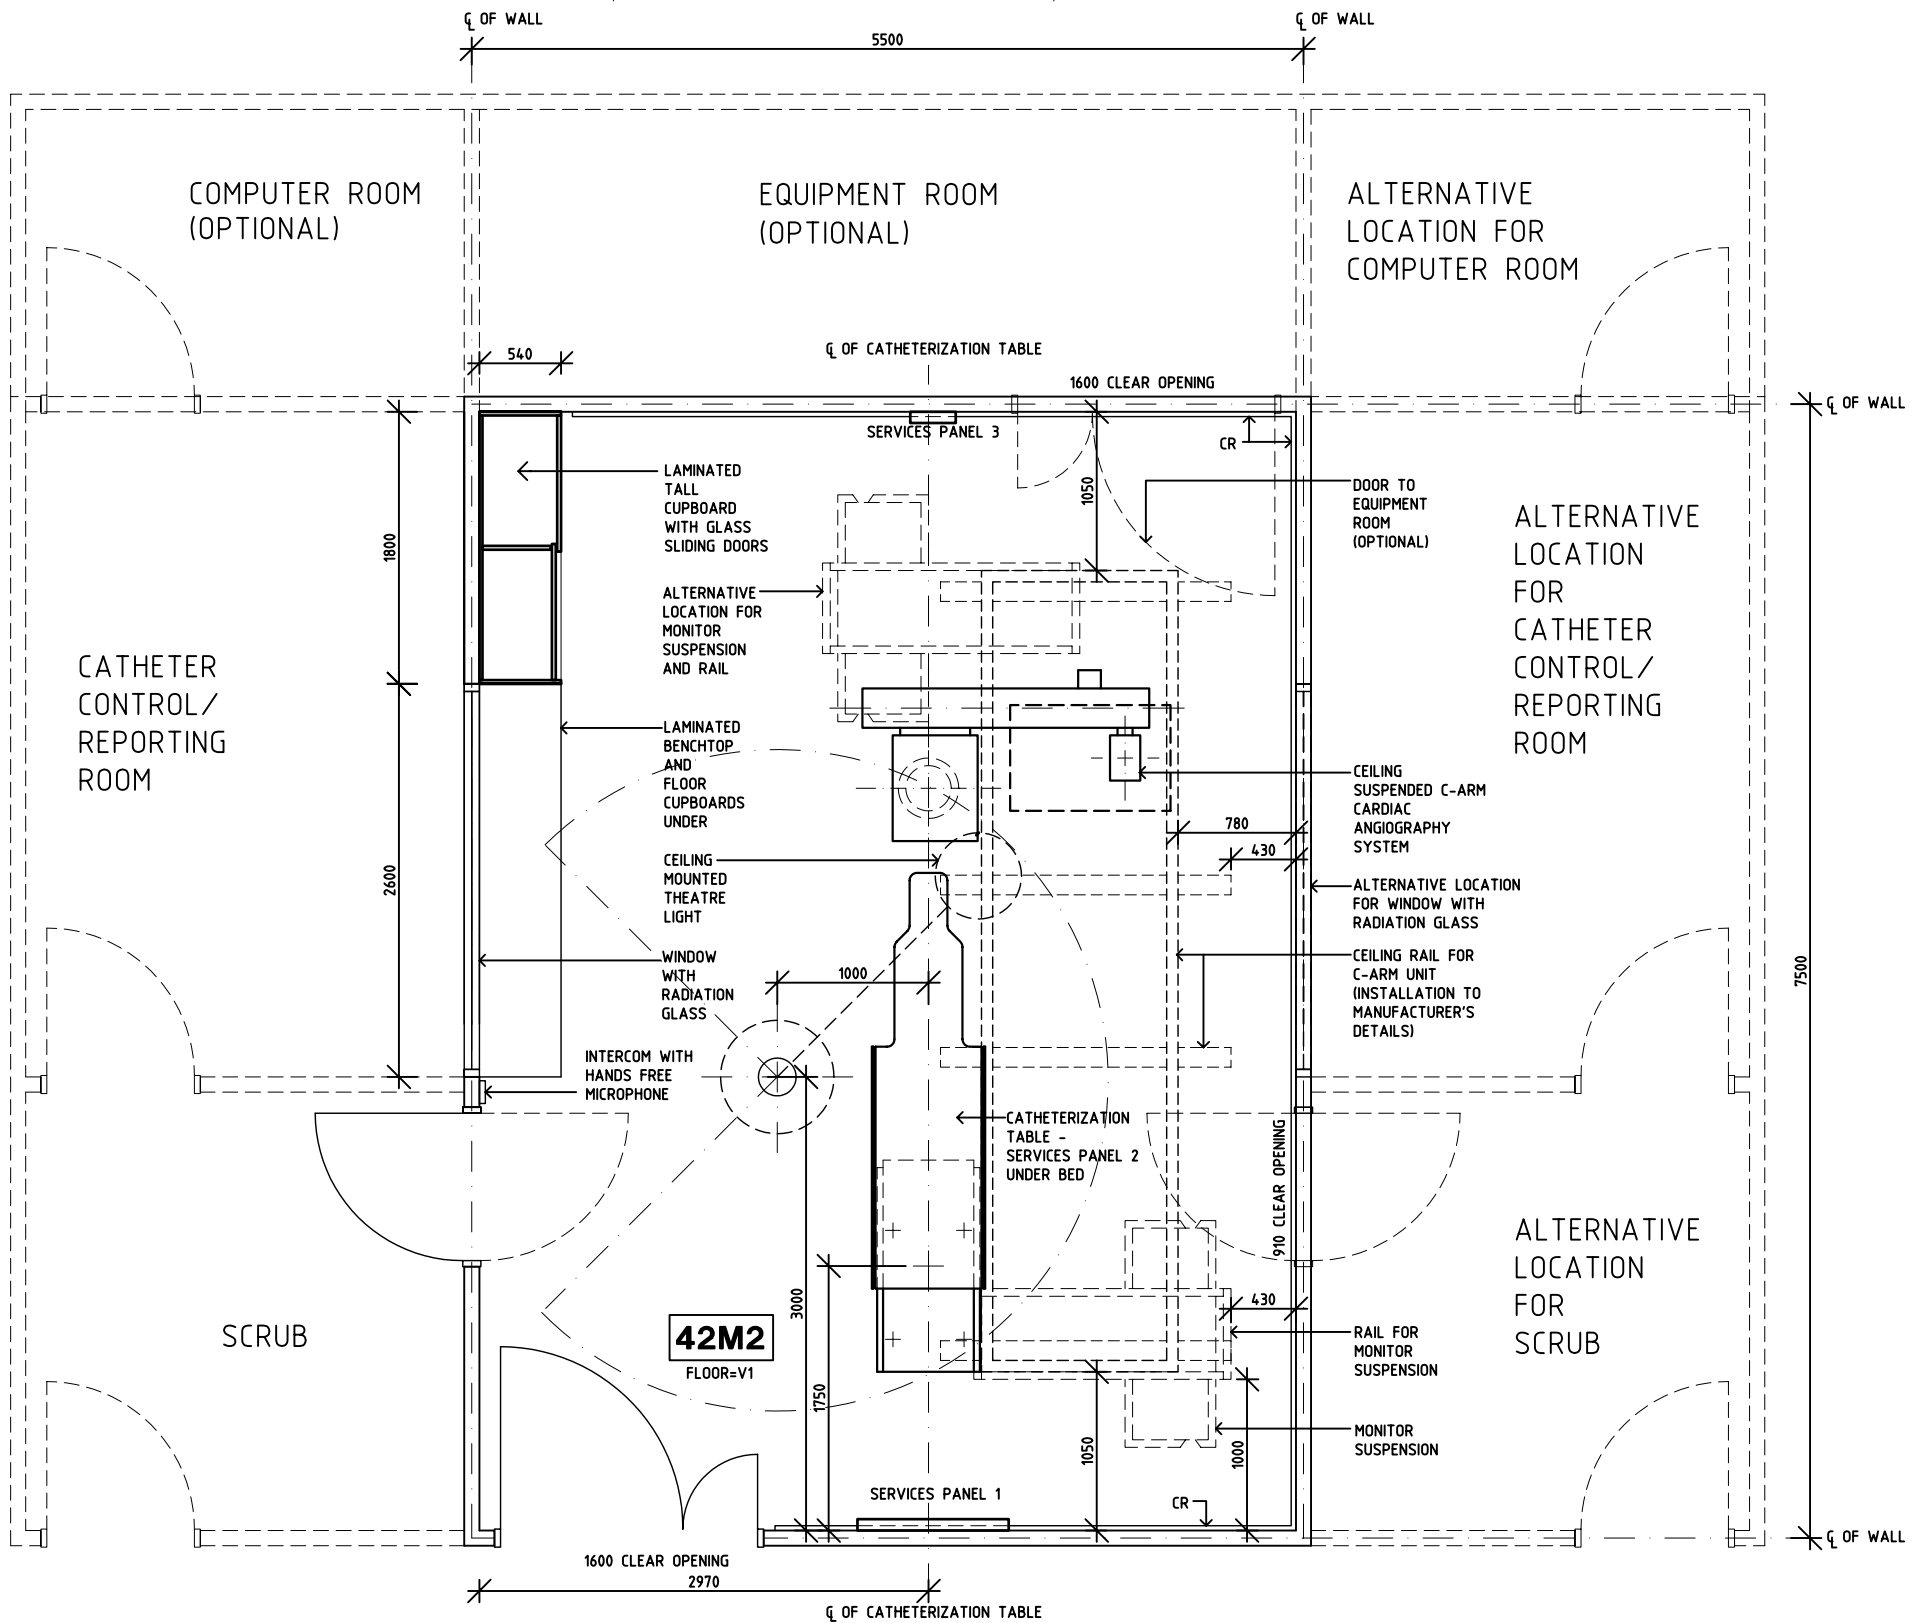 ℄ OF WALL
℄ OF WALL
5500
COMPUTER ROOM
(OPTIONAL)
EQUIPMENT ROOM
(OPTIONAL)
ALTERNATIVE
LOCATION FOR
COMPUTER ROOM
540
℄ OF CATHETERIZATION TABLE
1600 CLEAR OPENING
℄ OF WALL
SERVICES PANEL 3
CR
LAMINATED
TALL
CUPBOARD
WITH GLASS
SLIDING DOORS
1050
DOOR TO
EQUIPMENT
ROOM
(OPTIONAL)
1800
ALTERNATIVE
LOCATION
FOR
CATHETER
CONTROL/
REPORTING
ROOM
ALTERNATIVE
LOCATION FOR
MONITOR
SUSPENSION
AND RAIL
CATHETER
CONTROL/
REPORTING
ROOM
LAMINATED
BENCHTOP
AND
FLOOR
CUPBOARDS
UNDER
CEILING
SUSPENDED C-ARM
CARDIAC
ANGIOGRAPHY
SYSTEM
780
430
2600
CEILING
MOUNTED
THEATRE
LIGHT
ALTERNATIVE LOCATION
FOR WINDOW WITH
RADIATION GLASS
WINDOW
WITH
RADIATION
GLASS
1000
CEILING RAIL FOR
C-ARM UNIT
(INSTALLATION TO
MANUFACTURER'S
DETAILS)
7500
INTERCOM WITH
HANDS FREE
MICROPHONE
CATHETERIZATION
TABLE -
SERVICES PANEL 2
UNDER BED
910 CLEAR OPENING
ALTERNATIVE
LOCATION
FOR
SCRUB
SCRUB
3000
430
42M2
FLOOR=V1
RAIL FOR
MONITOR
SUSPENSION
1750
1050
1000
MONITOR
SUSPENSION
SERVICES PANEL 1
CR
℄ OF WALL
1600 CLEAR OPENING
2970
℄ OF CATHETERIZATION TABLE